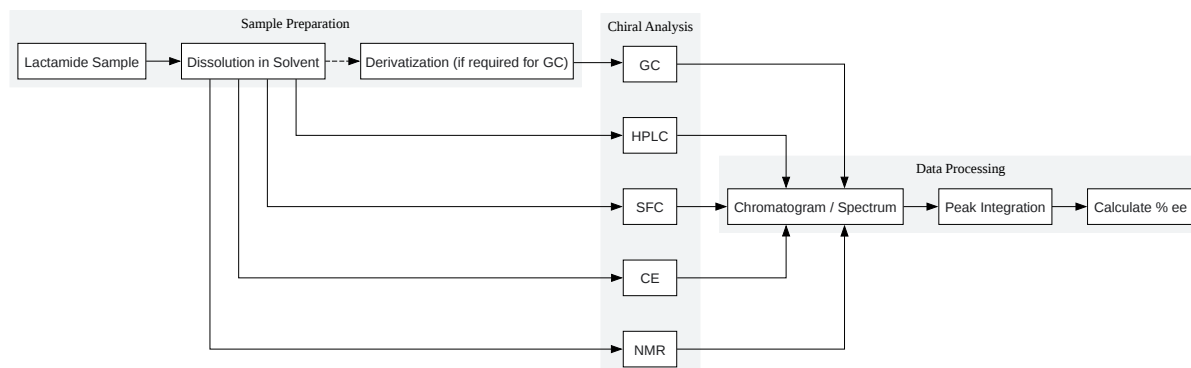 Sample Preparation
Lactamide Sample
Dissolution in Solvent
Derivatization (if required for GC)
Chiral Analysis
GC
HPLC
SFC
CE
NMR
Data Processing
Chromatogram / Spectrum
Peak Integration
Calculate % ee